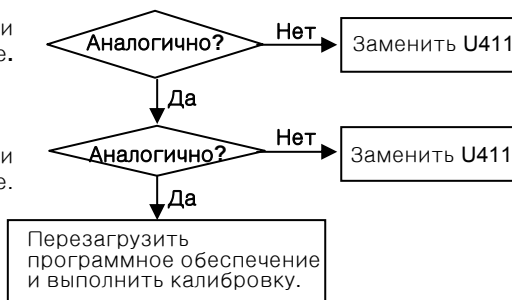 и
е.
Аналогично?
Нет
Заменить U411
Да
и
е.
Аналогично?
Нет
Заменить U411
Да
Перезагрузить
программное обеспечение
и выполнить калибровку.